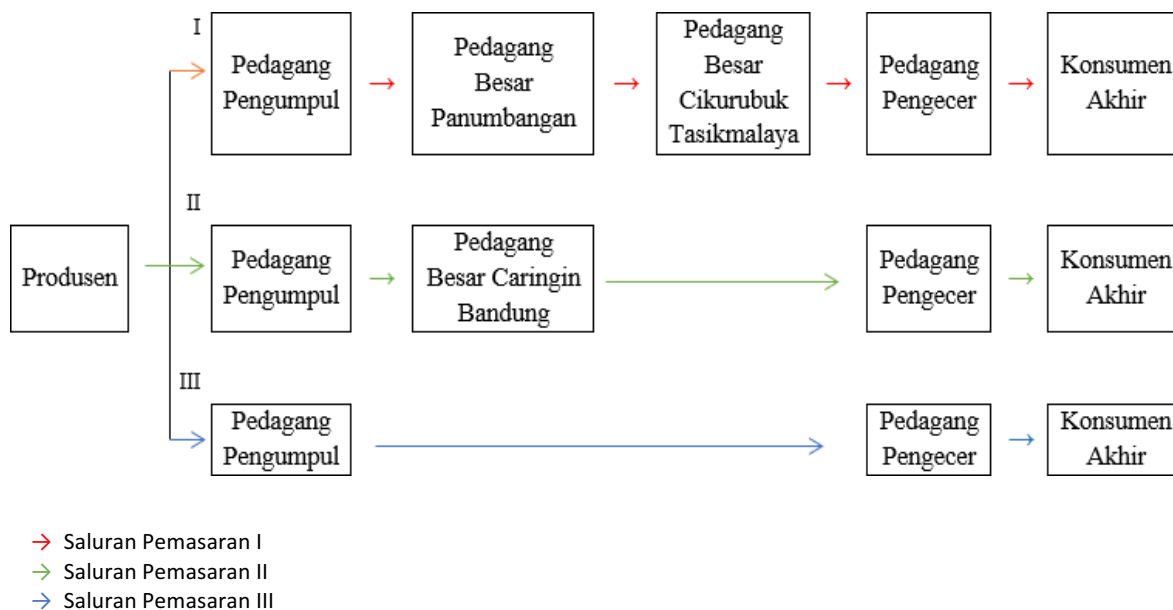 I
Pedagang
Pengumpul
Pedagang
Besar
Panumbangan
Pedagang
Besar
Cikurubuk
Tasikmalaya
Pedagang
Pengecer
Konsumen
Akhir
Produsen
II
Pedagang
Pengumpul
Pedagang
Besar Caringin
Bandung
Pedagang
Pengecer
Konsumen
Akhir
III
Pedagang
Pengumpul
Pedagang
Pengecer
Konsumen
Akhir
Saluran Pemasaran I
Saluran Pemasaran II
Saluran Pemasaran III